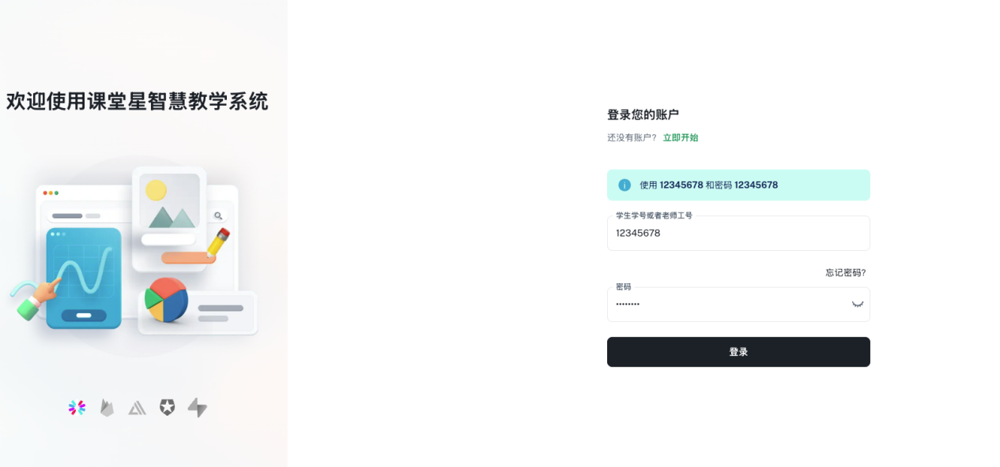 欢迎使用课堂星智慧教学系统
登录您的账户
还没有账户? 立即开始
使用 12345678 和密码 12345678
学生学号或者老师工号
12345678
忘记密码?
密码
••••••••
登录